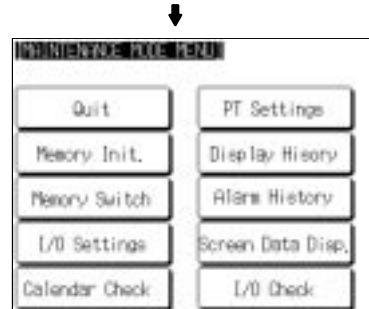 [MAINTENANCE MODE MENU]
Quit
PT Settings
Memory Init.
Display Hisory
Memory Switch
Alarm History
I/O Settings
Screen Data Disp.
Calendar Check
I/O Check